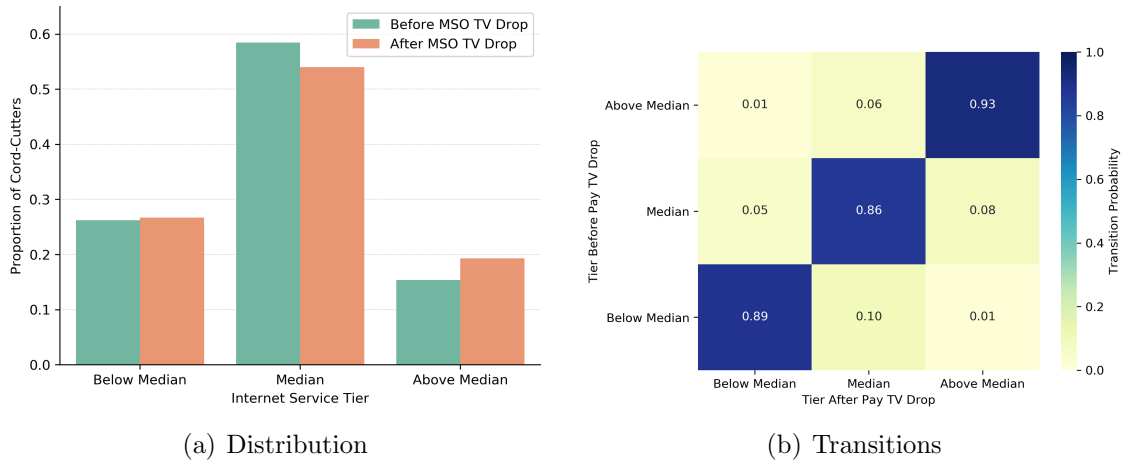 Proportion of Cord-Cutters
0.6
0.5
0.4
0.3
0.2
0.1
0.0
Before MSO TV Drop
After MSO TV Drop
Below Median
Median
Above Median
Internet Service Tier
(a) Distribution
Tier Before Pay TV Drop
Above Median
Median
Below Median
0.01 0.06 0.93
0.05 0.86 0.08
0.89 0.10 0.01
Below Median
Median
Above Median
Tier After Pay TV Drop
1.0
0.8
0.6
0.4
0.2
0.0
Transition Probability
(b) Transitions